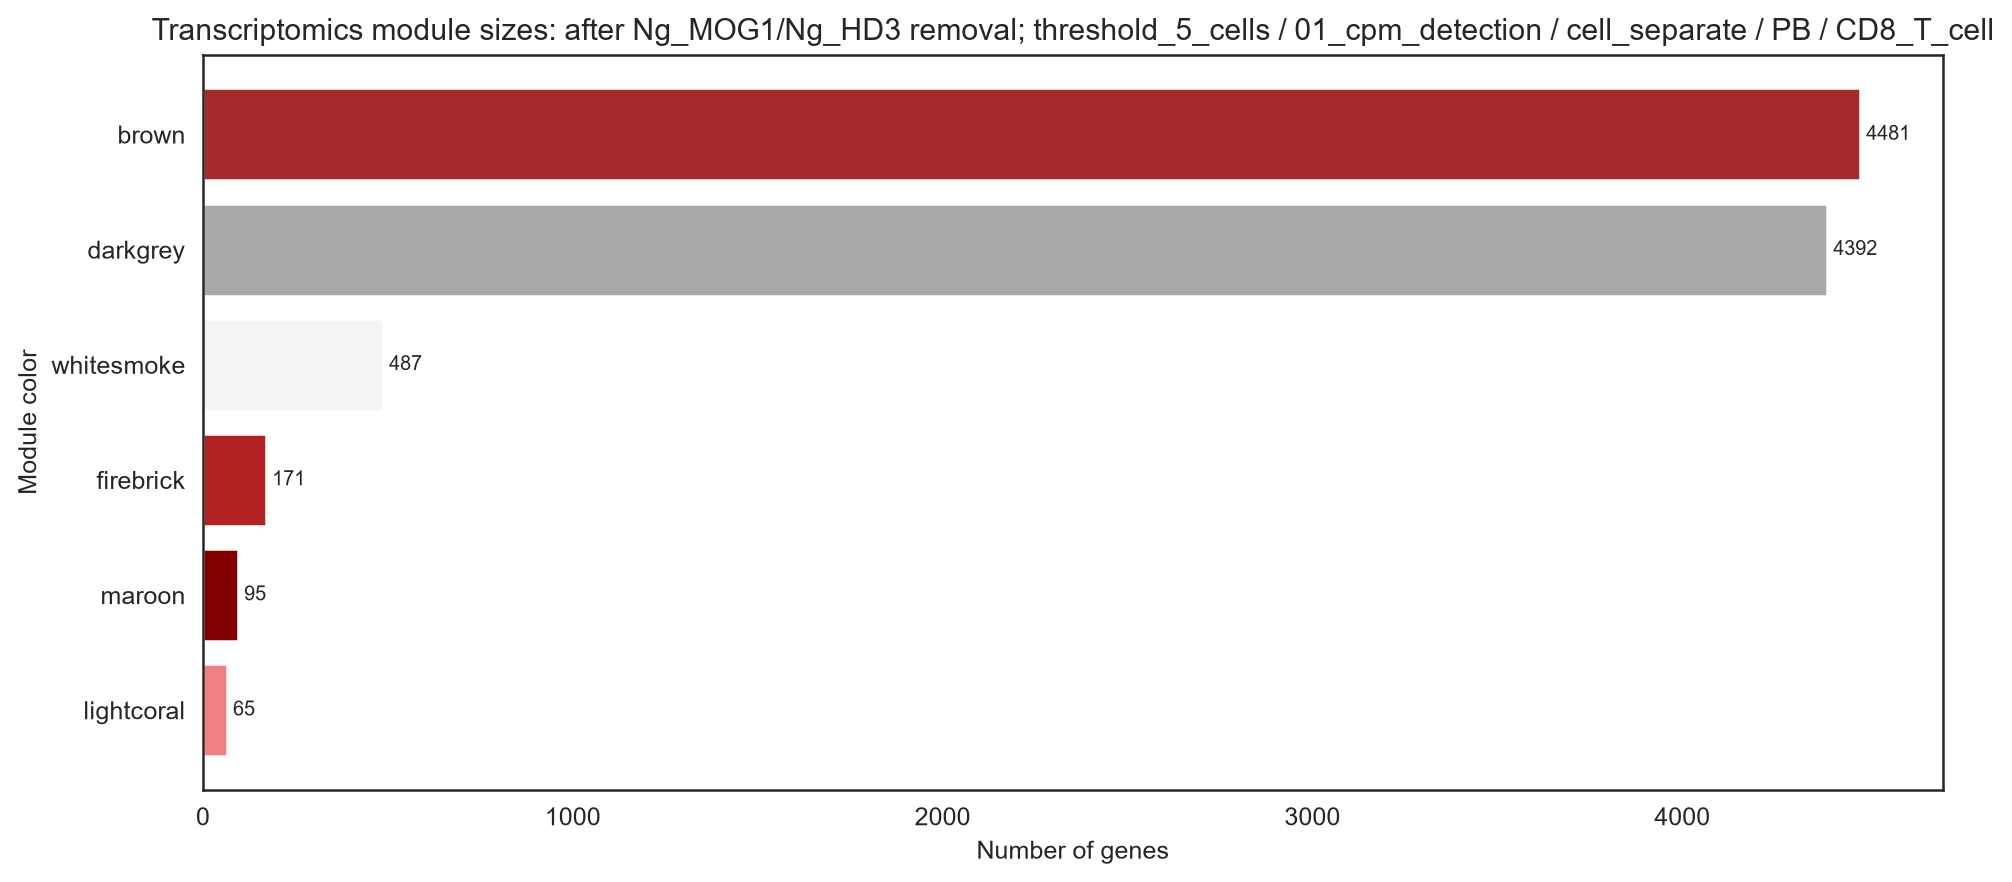 Transcriptomics module sizes: after Ng_MOG1/Ng_HD3 removal; threshold_5_cells / 01_cpm_detection / cell_separate / PB / CD8_T_cell
Module color
brown 4481
darkgrey 4392
whitesmoke 487
firebrick 171
maroon 95
lightcoral 65
0 1000 2000 3000 4000
Number of genes